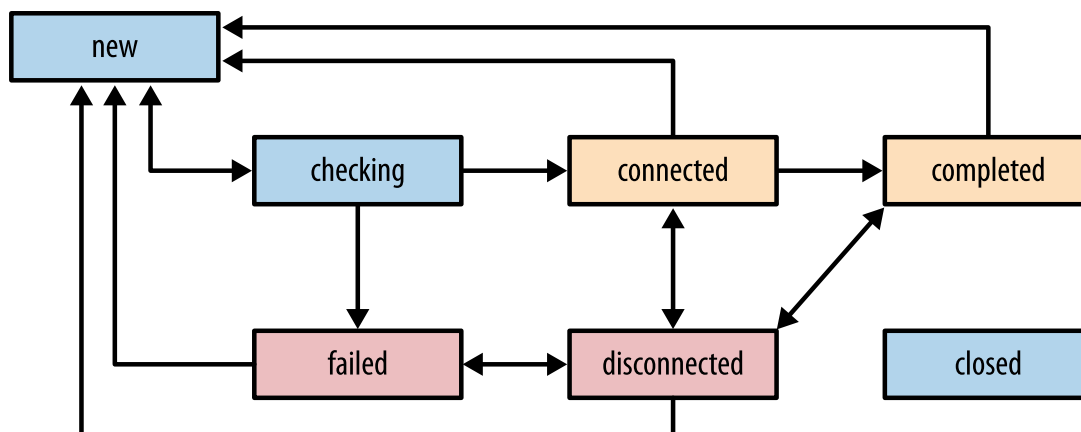 new
checking
connected
completed
failed
disconnected
closed